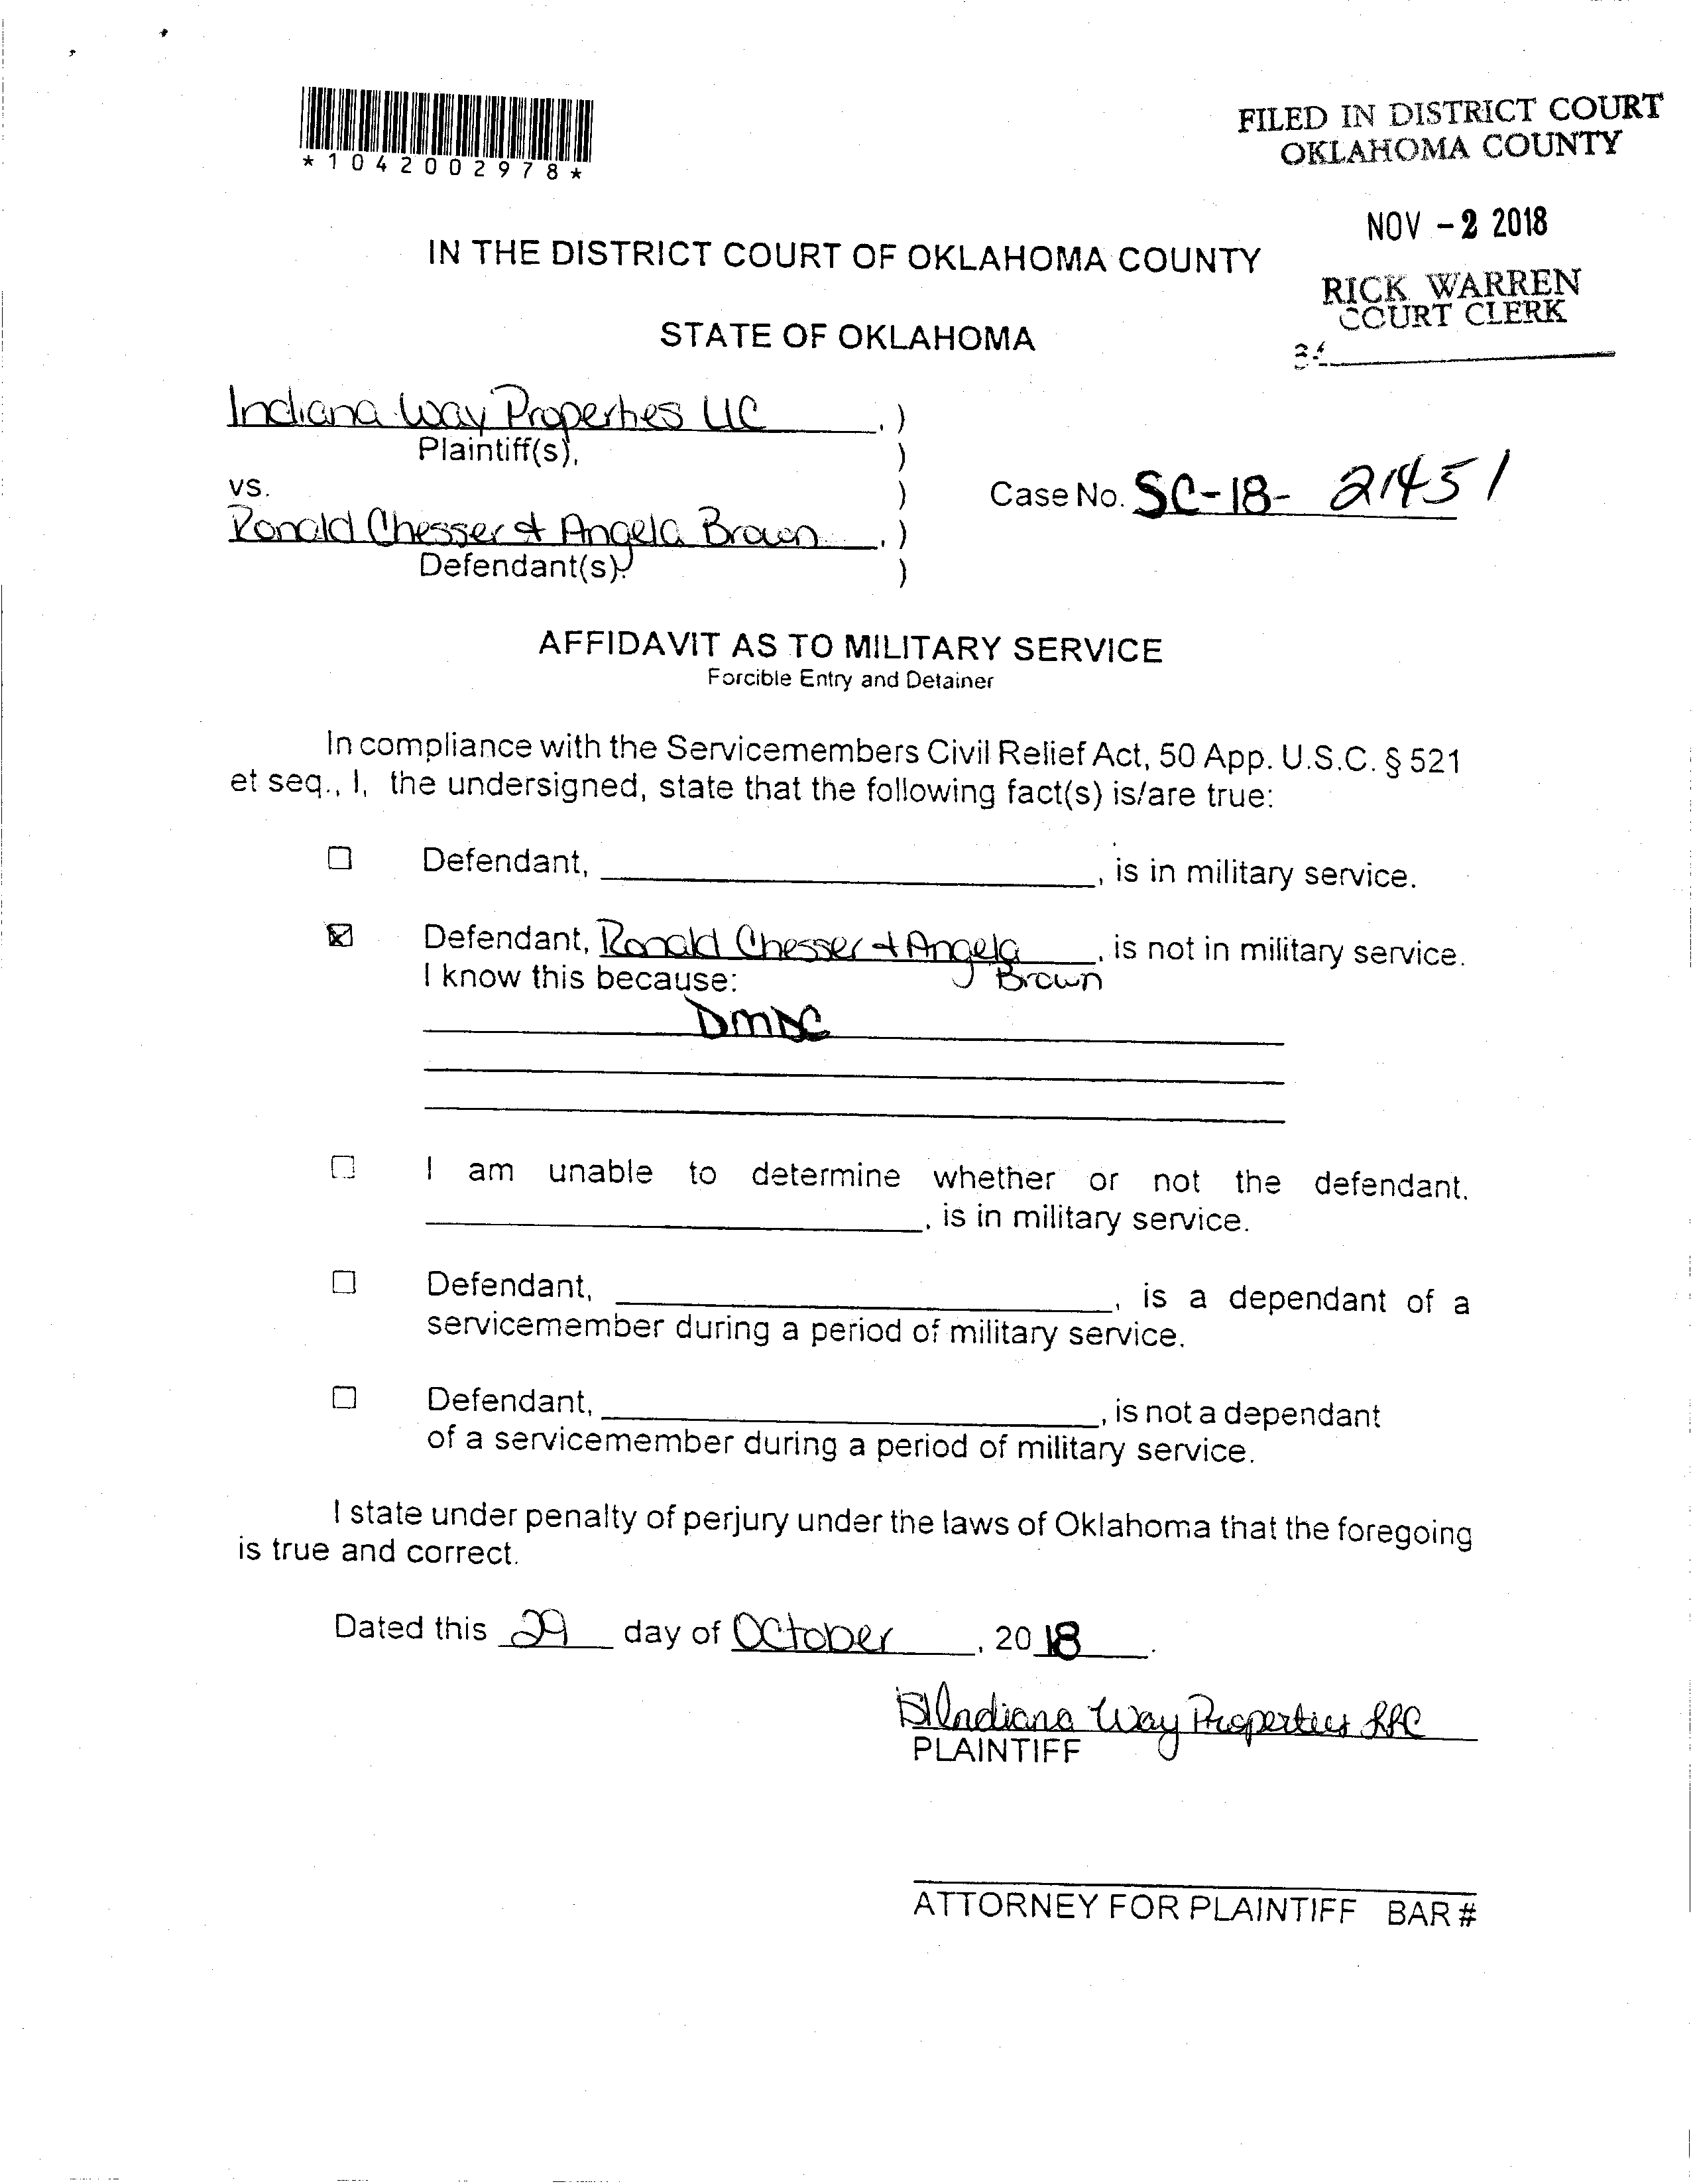 *1042002978*
FILED IN DISTRICT COURT
OKLAHOMA COUNTY
NOV - 2 2018
RICK WARREN
COURT CLERK
34
IN THE DISTRICT COURT OF OKLAHOMA COUNTY
STATE OF OKLAHOMA
Indiana Way Properties LLC , )
Plaintiff(s), )
vs. )
Case No. SC-18- 21451
Ronald Chesser & Angela Brown , )
Defendant(s). )
AFFIDAVIT AS TO MILITARY SERVICE
Forcible Entry and Detainer
In compliance with the Servicemembers Civil Relief Act, 50 App. U.S.C. § 521
et seq., I, the undersigned, state that the following fact(s) is/are true:
☐ Defendant, ____, is in military service.
☒ Defendant, Ronald Chesser & Angela , is not in military service.
I know this because: Brown
DMDC
☐ I am unable to determine whether or not the defendant,
____, is in military service.
☐ Defendant, ____, is a dependant of a
servicemember during a period of military service.
☐ Defendant, ____, is not a dependant
of a servicemember during a period of military service.
I state under penalty of perjury under the laws of Oklahoma that the foregoing
is true and correct.
Dated this 29 day of October , 20 18 .
Indiana Way Properties LLC
PLAINTIFF
ATTORNEY FOR PLAINTIFF BAR #